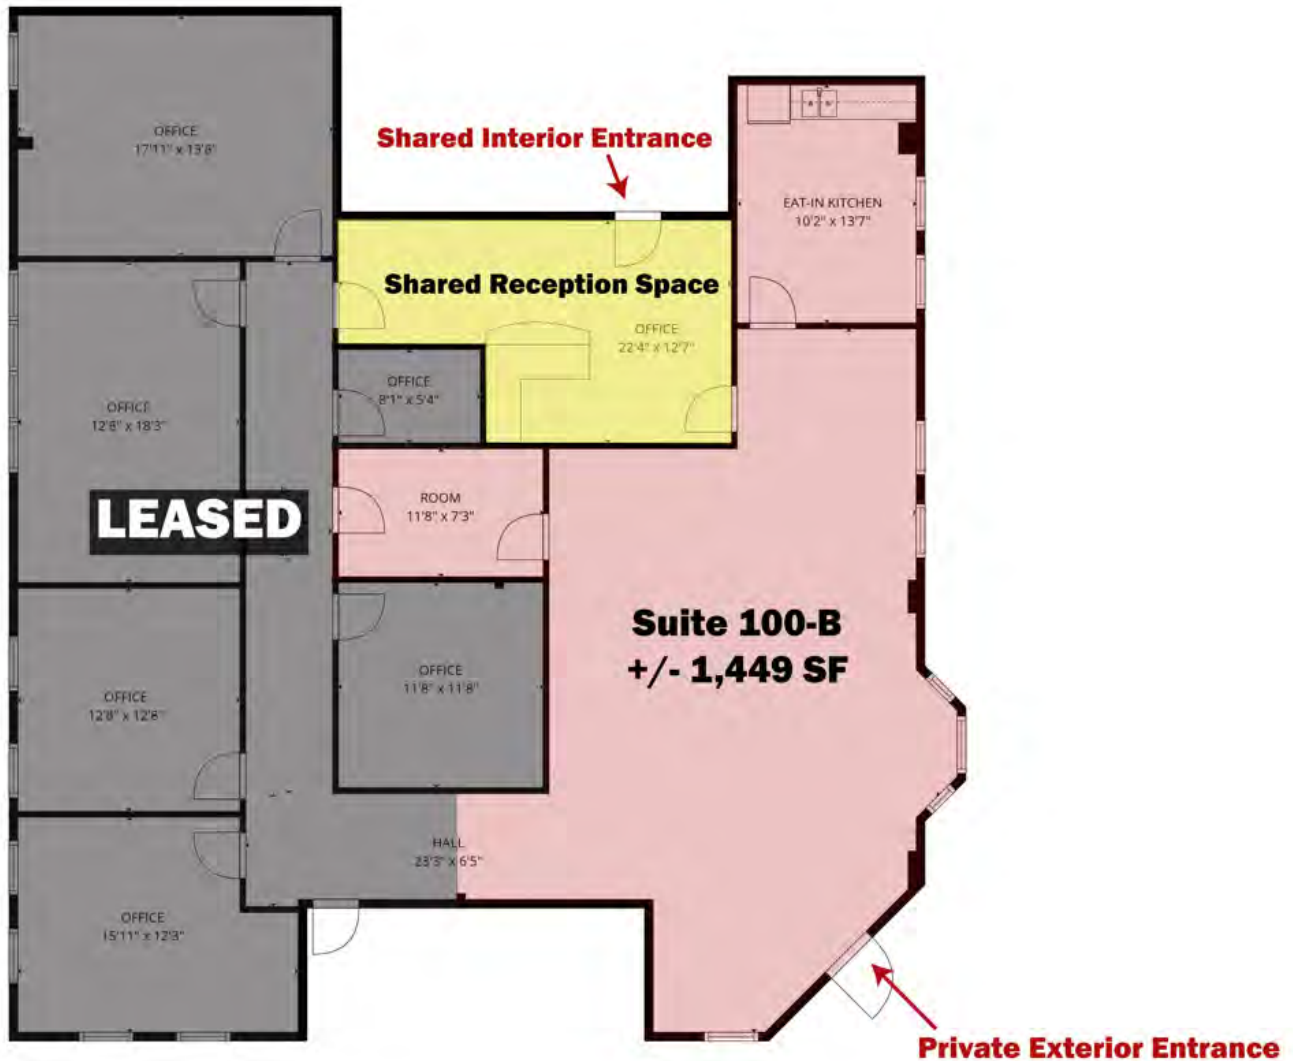 OFFICE
17'11" x 13'8"
Shared Interior Entrance
EAT-IN KITCHEN
10'2" x 13'7"
Shared Reception Space
OFFICE
22'4" x 12'7"
OFFICE
8'1" x 5'4"
OFFICE
12'8" x 18'3"
ROOM
11'8" x 7'3"
LEASED
Suite 100-B
+/- 1,449 SF
OFFICE
11'8" x 11'8"
OFFICE
12'8" x 12'8"
HALL
23'3" x 6'5"
OFFICE
15'11" x 12'3"
Private Exterior Entrance